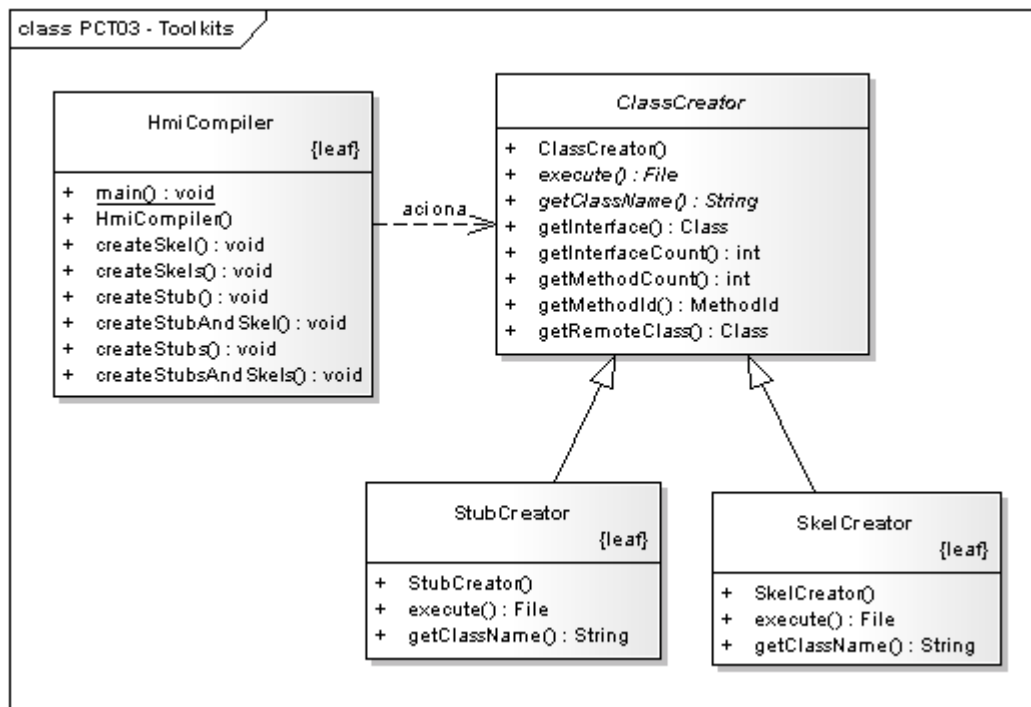 class PCT03 - Toolkits
HmiCompiler
{leaf}
+ main() : void
+ HmiCompiler()
+ createSkel() : void
+ createSkels() : void
+ createStub() : void
+ createStubAndSkel() : void
+ createStubs() : void
+ createStubsAndSkels() : void
aciona
ClassCreator
+ ClassCreator()
+ execute() : File
+ getClassName() : String
+ getInterface() : Class
+ getInterfaceCount() : int
+ getMethodCount() : int
+ getMethodId() : MethodId
+ getRemoteClass() : Class
StubCreator
{leaf}
+ StubCreator()
+ execute() : File
+ getClassName() : String
SkelCreator
{leaf}
+ SkelCreator()
+ execute() : File
+ getClassName() : String